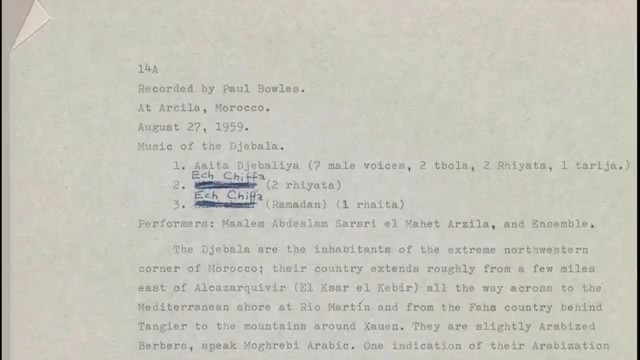 14A
Recorded by Paul Bowles.
At Arcila, Morocco.
August 27, 1959.
Music of the Djebala.
1. Aaita Djebaliya (7 male voices, 2 tbola, 2 Rhiyata, 1 tarija.)
2. Ech Chiffa (2 rhiyata)
3. Ech Chiffa (Ramadan) (1 rhaita)
Performers: Maalem Abdeslam Sarsri el Mahet Arzila, and Ensemble.
The Djebala are the inhabitants of the extreme northwestern
corner of Morocco; their country extends roughly from a few miles
east of Alcazarquivir (El Ksar el Kebir) all the way across to the
Mediterranean shore at Rio Martín and from the Fahs country behind
Tangier to the mountains around Xauen. They are slightly Arabized
Berbers, speak Moghrebi Arabic. One indication of their Arabization